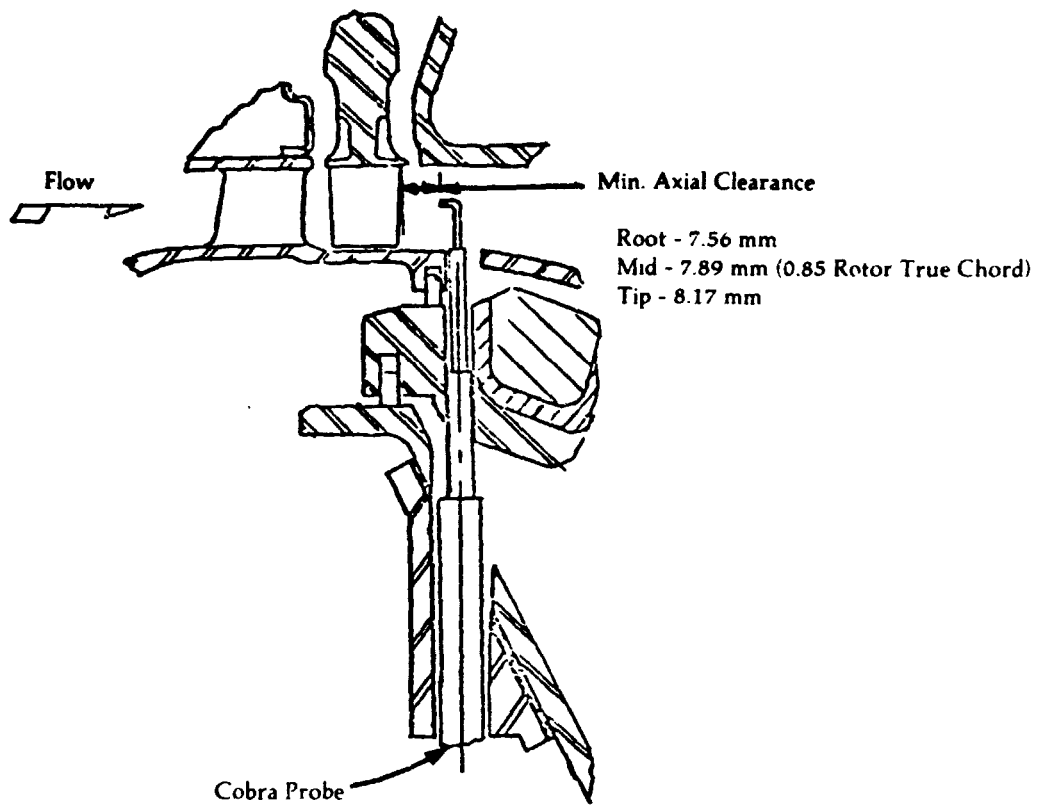 Flow
Min. Axial Clearance
Root - 7.56 mm
Mid - 7.89 mm (0.85 Rotor True Chord)
Tip - 8.17 mm
Cobra Probe